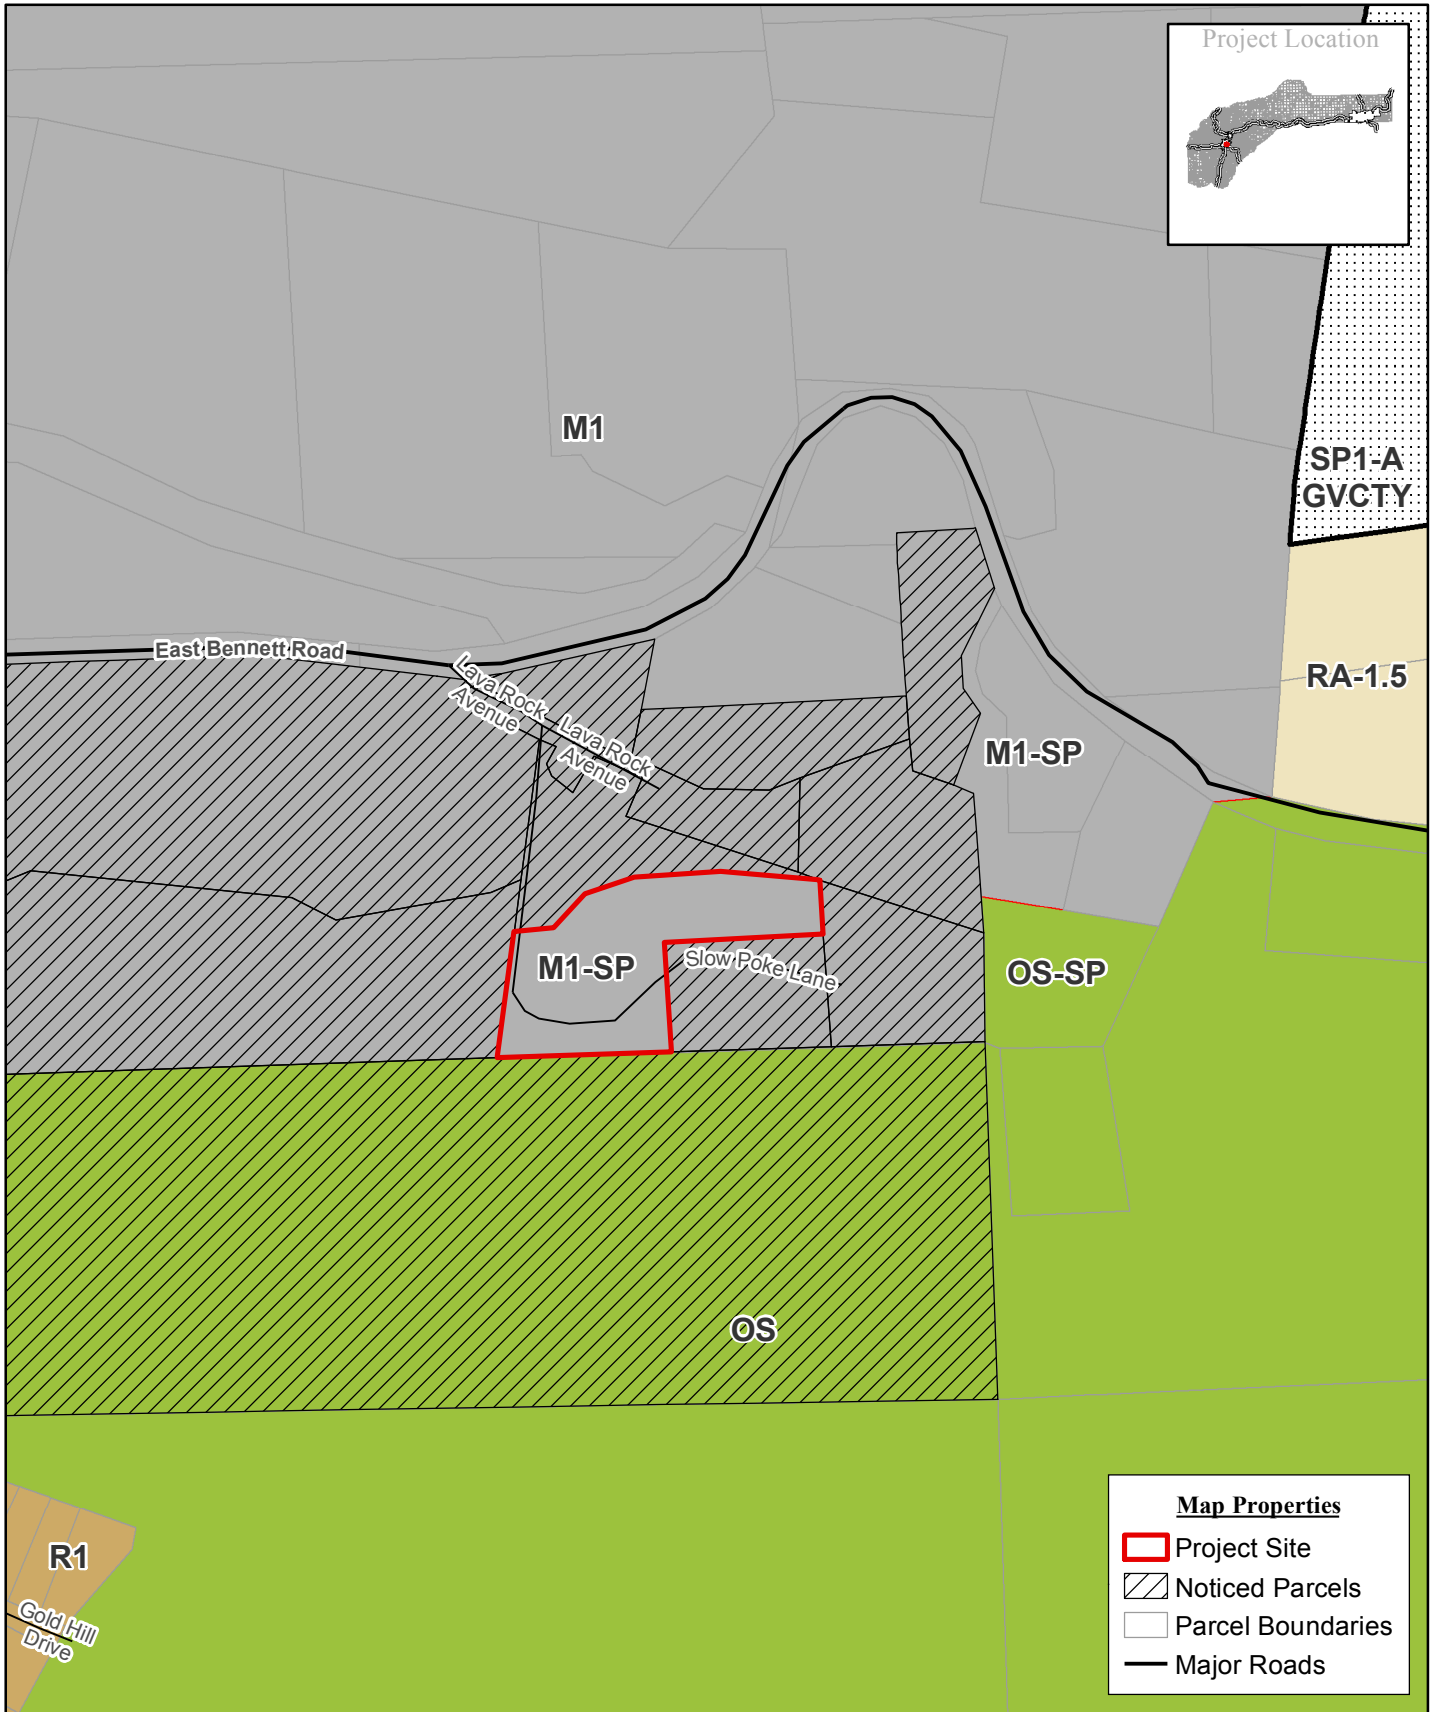 Project Location
M1
SP1-A
GVCTY
East Bennett Road
RA-1.5
Lava Rock
Avenue
Lava Rock
Avenue
M1-SP
M1-SP
Slow Poke Lane
OS-SP
OS
R1
Gold Hill
Drive
Map Properties
Project Site
Noticed Parcels
Parcel Boundaries
Major Roads